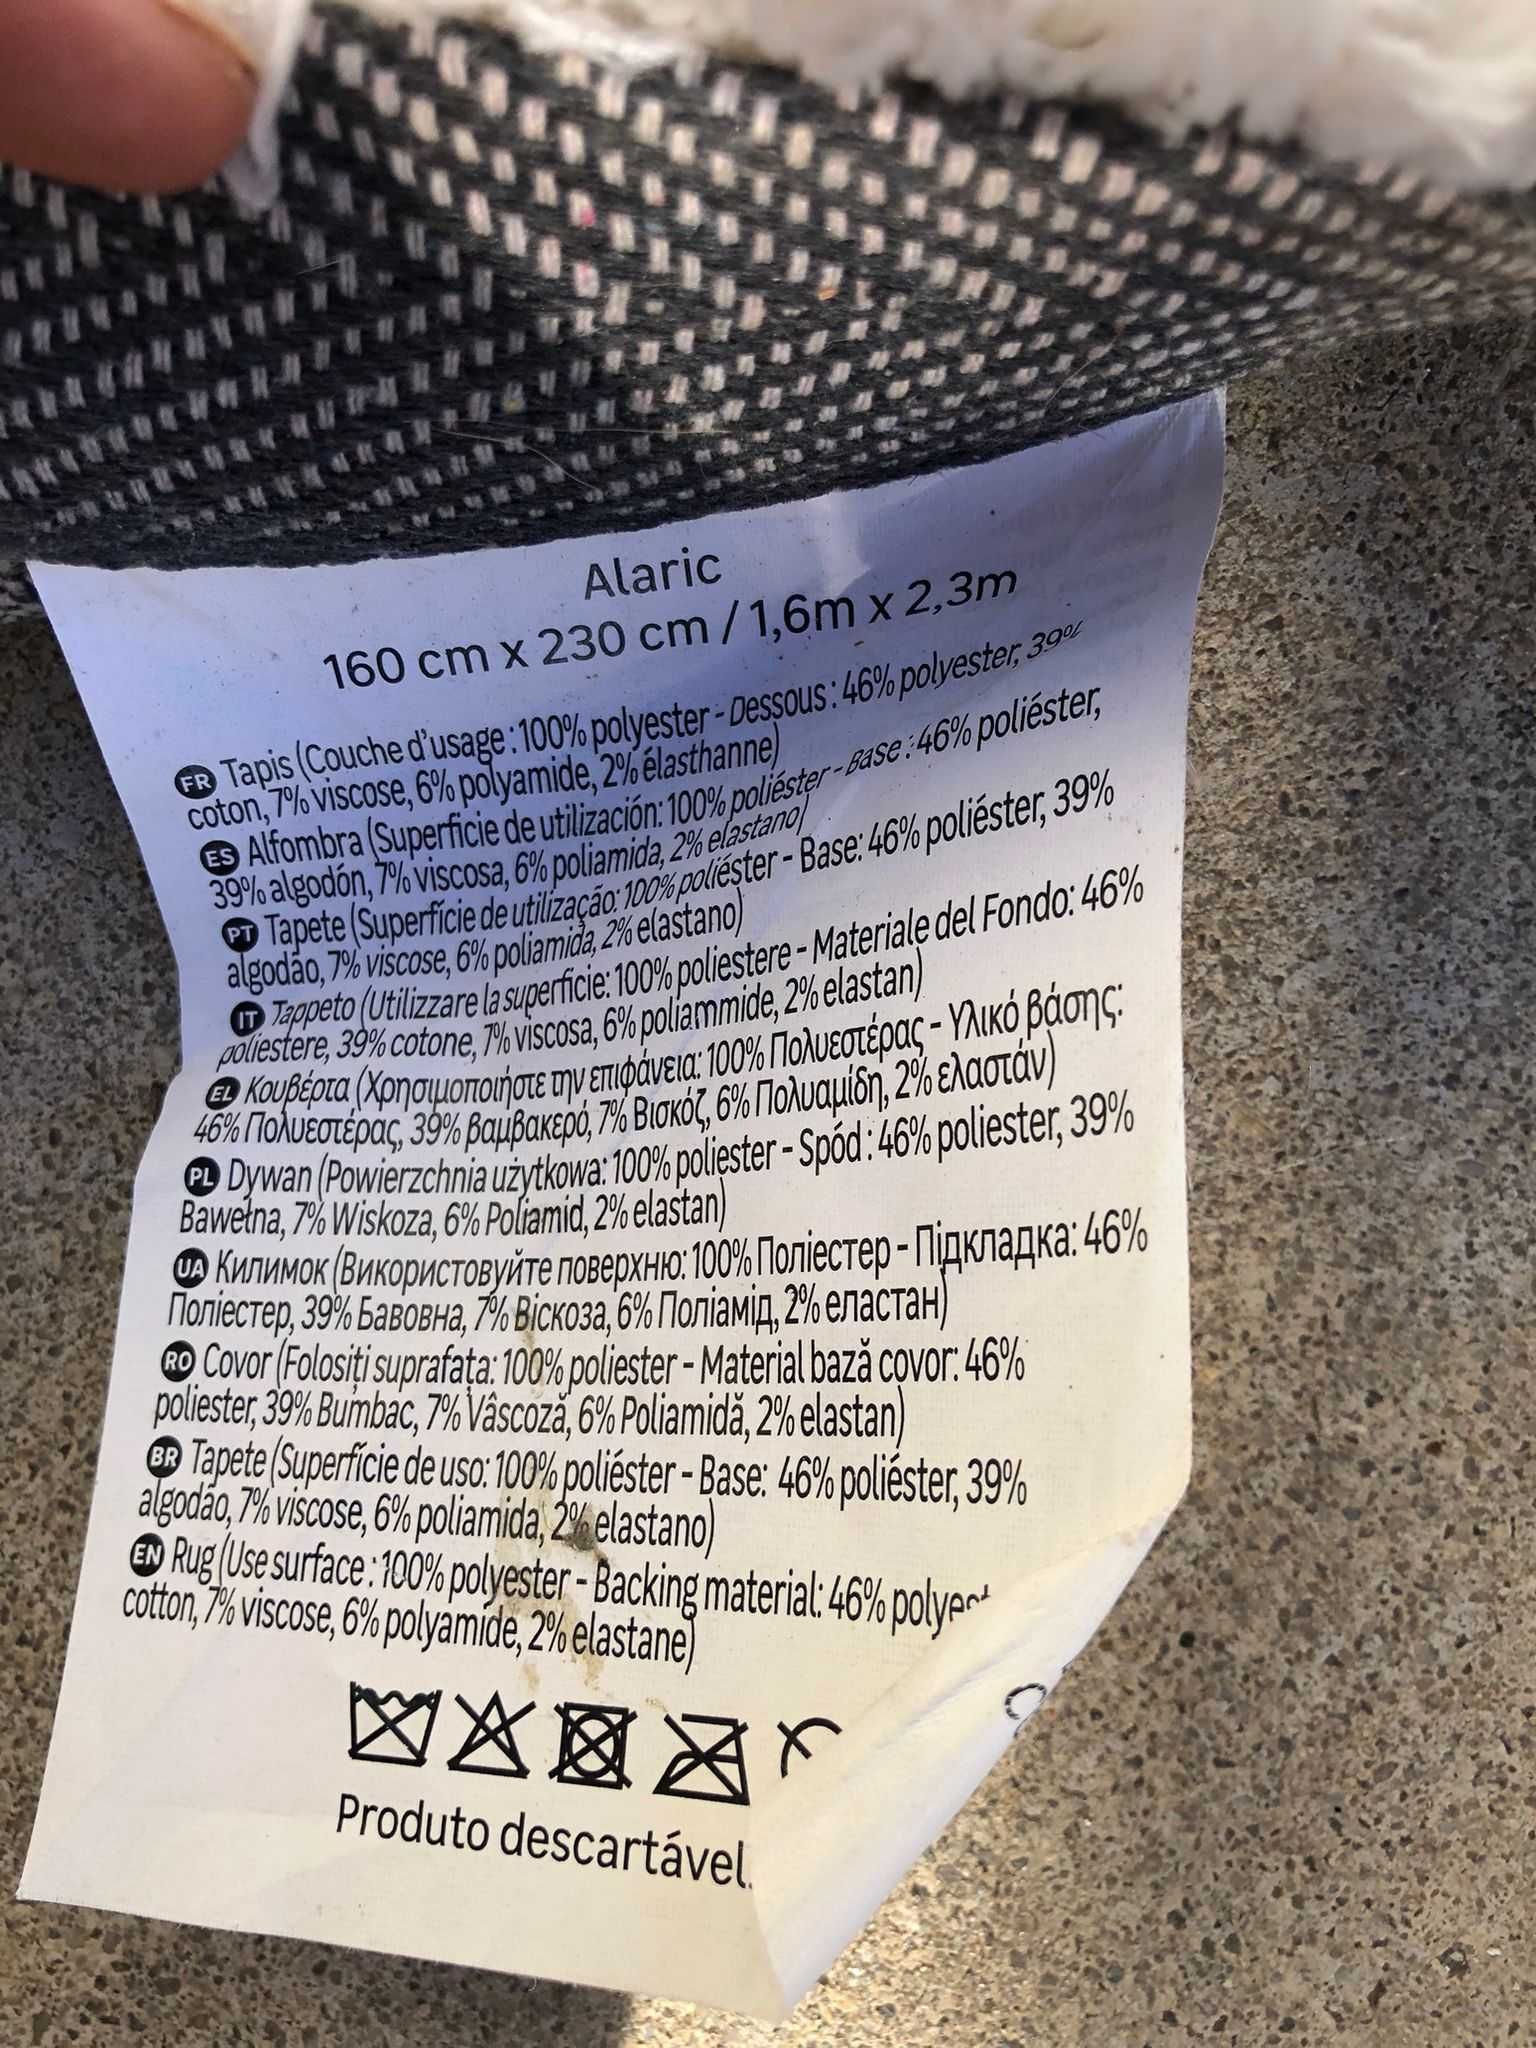 Alaric
160 cm x 230 cm / 1,6m x 2,3m
FR Tapis (Couche d'usage : 100% polyester - Dessous : 46% polyester, 39%
coton, 7% viscose, 6% polyamide, 2% élasthanne)
ES Alfombra (Superficie de utilización: 100% poliéster - Base : 46% poliéster,
39% algodón, 7% viscosa, 6% poliamida, 2% elastano)
PT Tapete (Superfície de utilização: 100% poliéster - Base: 46% poliéster, 39%
algodão, 7% viscose, 6% poliamida, 2% elastano)
IT Tappeto (Utilizzare la superficie: 100% poliestere - Materiale del Fondo: 46%
poliestere, 39% cotone, 7% viscosa, 6% poliammide, 2% elastan)
EL Κουβέρτα (Χρησιμοποιήστε την επιφάνεια: 100% Πολυεστέρας - Υλικό βάσης:
46% Πολυεστέρας, 39% βαμβακερό, 7% Βισκόζ, 6% Πολυαμίδη, 2% ελαστάν)
PL Dywan (Powierzchnia użytkowa: 100% poliester - Spód : 46% poliester, 39%
Bawełna, 7% Wiskoza, 6% Poliamid, 2% elastan)
UA Килимок (Використовуйте поверхню: 100% Поліестер - Підкладка: 46%
Поліестер, 39% Бавовна, 7% Віскоза, 6% Поліамід, 2% еластан)
RO Covor (Folosiți suprafața: 100% poliester - Material bază covor: 46%
poliester, 39% Bumbac, 7% Vâscoză, 6% Poliamidă, 2% elastan)
BR Tapete (Superfície de uso: 100% poliéster - Base: 46% poliéster, 39%
algodão, 7% viscose, 6% poliamida, 2% elastano)
EN Rug (Use surface : 100% polyester - Backing material: 46%
cotton, 7% viscose, 6% polyamide, 2% elastane)
Produto descartável.